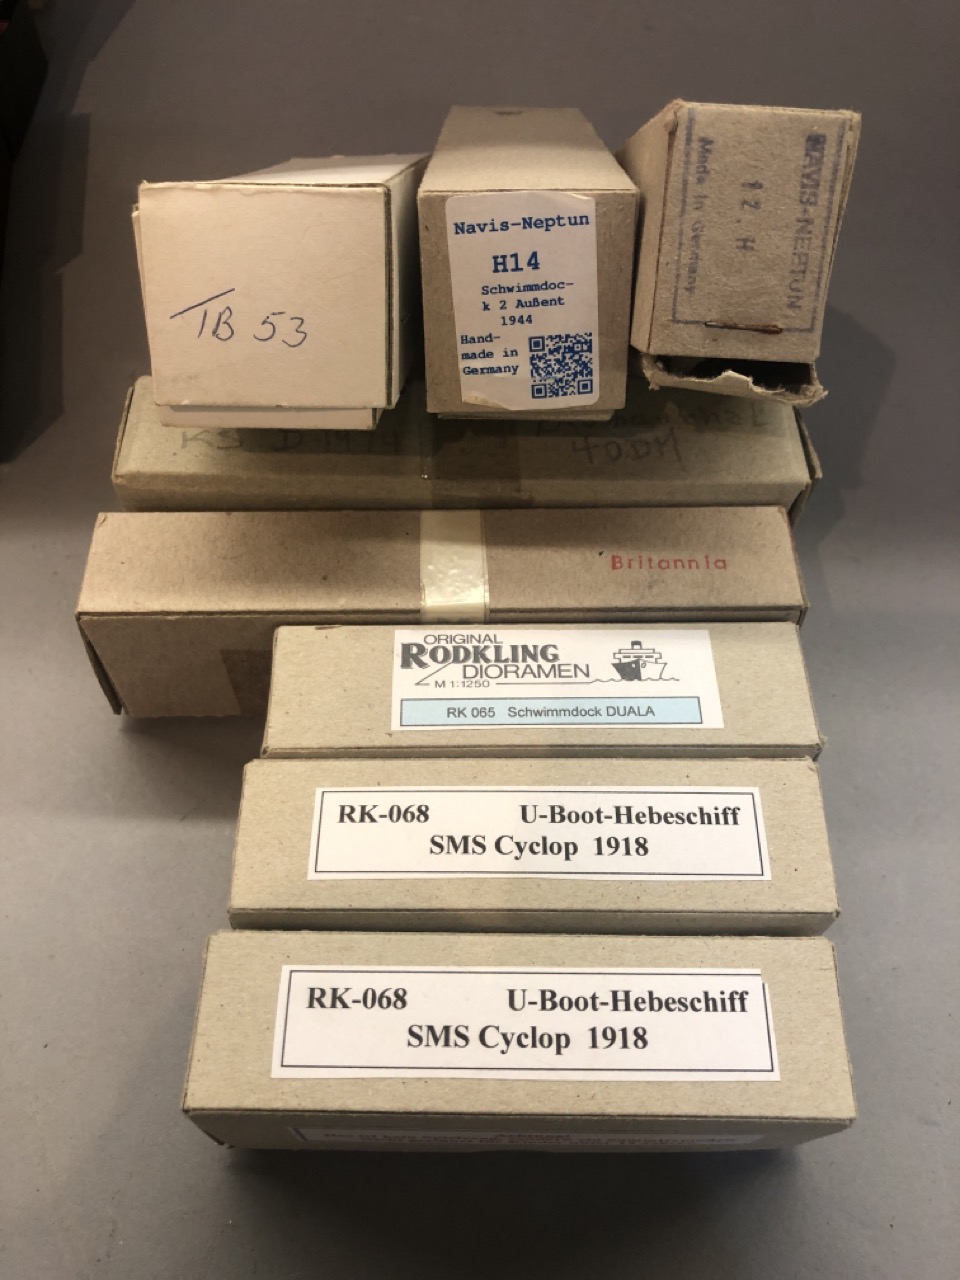 TB 53
Navis-Neptun
H14
Schwimmdoc-
k 2 Außent
1944
Hand-
made in
Germany
NAVIS-NEPTUN
12.H
Made in Germany
40DM
Britannia
ORIGINAL
RODKLING
DIORAMEN
M 1:1250
RK 065 Schwimmdock DUALA
RK-068 U-Boot-Hebeschiff
SMS Cyclop 1918
RK-068 U-Boot-Hebeschiff
SMS Cyclop 1918